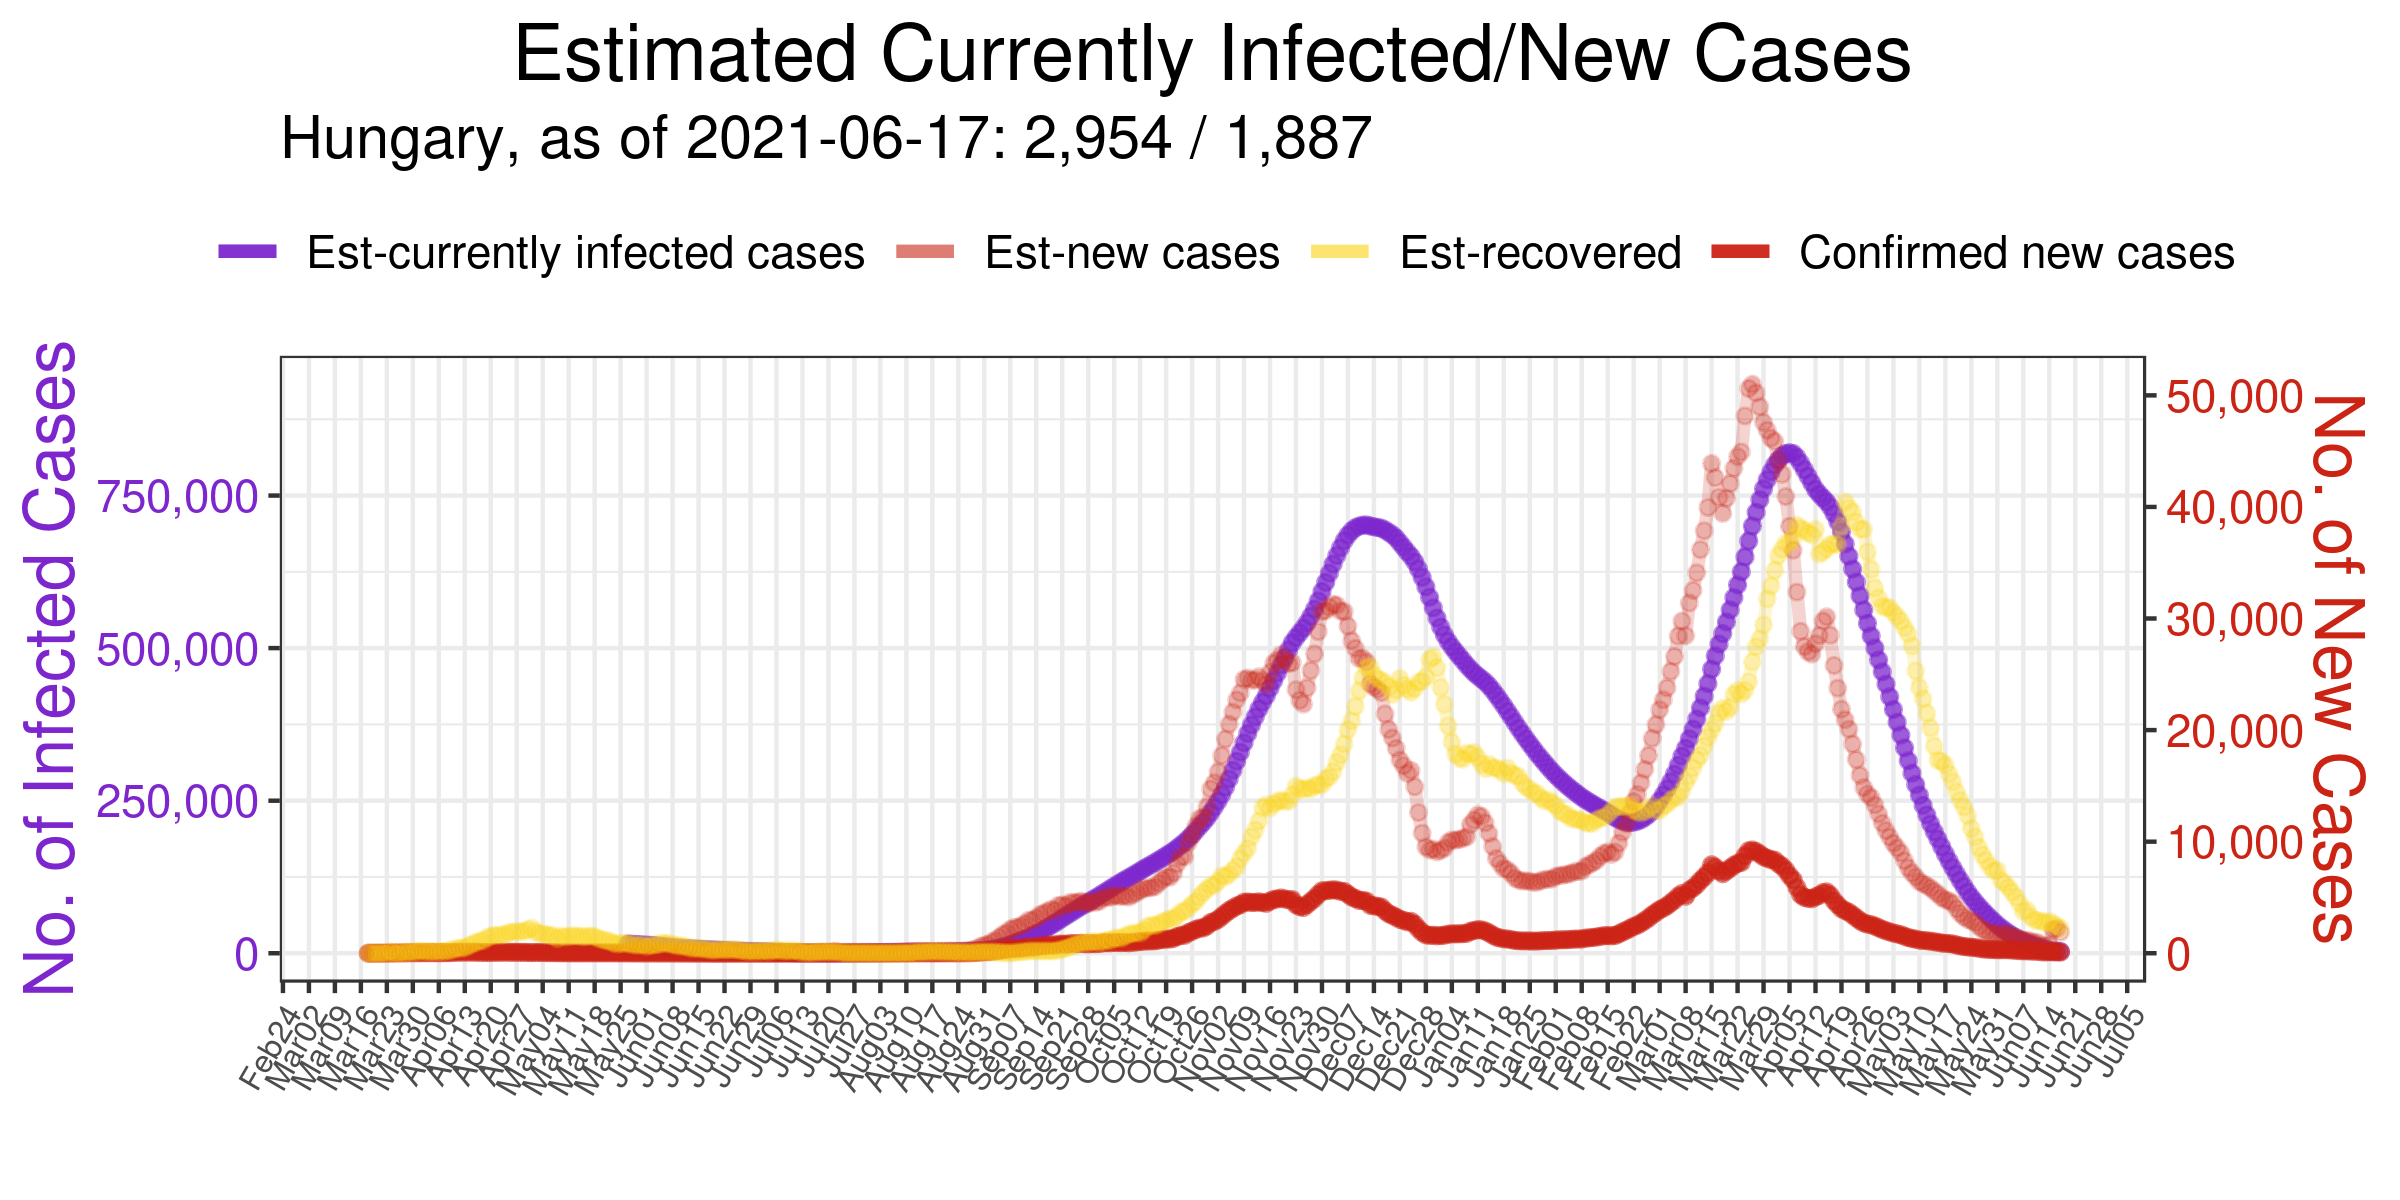 Estimated Currently Infected/New Cases
Hungary, as of 2021-06-17: 2,954 / 1,887
Est-currently infected cases
Est-new cases
Est-recovered
Confirmed new cases
No. of Infected Cases
750,000
500,000
250,000
0
50,000
40,000
30,000
20,000
10,000
0
No. of New Cases
Feb24
Mar02
Mar09
Mar16
Mar23
Mar30
Apr06
Apr13
Apr20
Apr27
May04
May11
May18
May25
Jun01
Jun08
Jun15
Jun22
Jun29
Jul06
Jul13
Jul20
Jul27
Aug03
Aug10
Aug17
Aug24
Aug31
Sep07
Sep14
Sep21
Sep28
Oct05
Oct12
Oct19
Oct26
Nov02
Nov09
Nov16
Nov23
Nov30
Dec07
Dec14
Dec21
Dec28
Jan04
Jan11
Jan18
Jan25
Feb01
Feb08
Feb15
Feb22
Mar01
Mar08
Mar15
Mar22
Mar29
Apr05
Apr12
Apr19
Apr26
May03
May10
May17
May24
May31
Jun07
Jun14
Jun21
Jun28
Jul05